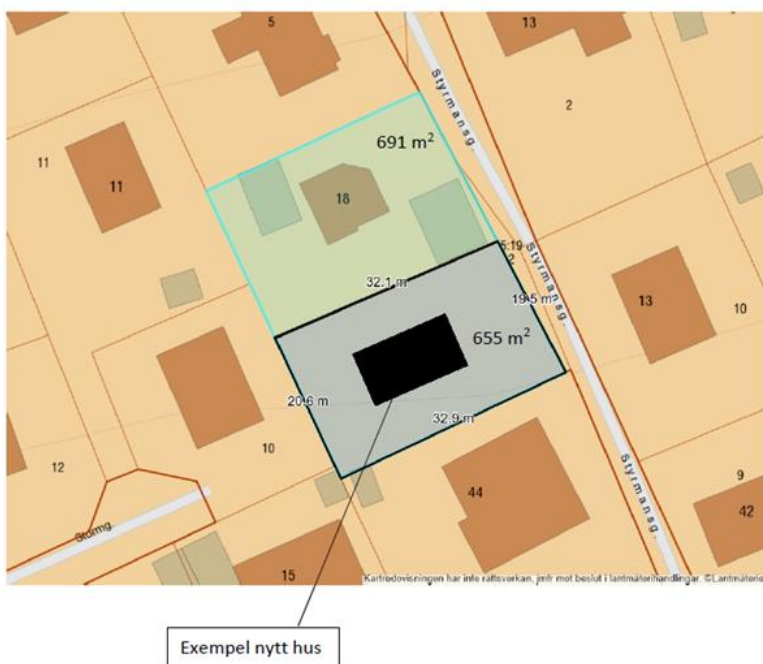 5
13
Styrmansg.
2
691 m²
11
11
18
5:19
2
32.1 m
Styrmansg.
19.5 m
13
10
655 m²
20.6 m
32.9 m
10
12
44
Styrmansg.
9
42
Stormg.
15
Kartredovisningen har inte rättsverkan, jmfr mot beslut i lantmäterihandlingar. ©Lantmäterie
Exempel nytt hus